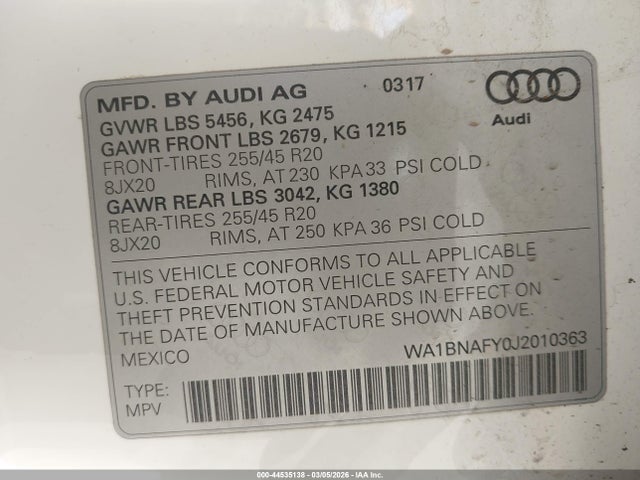 MFD. BY AUDI AG 0317
Audi
GVWR LBS 5456, KG 2475
GAWR FRONT LBS 2679, KG 1215
FRONT-TIRES 255/45 R20
8JX20 RIMS, AT 230 KPA 33 PSI COLD
GAWR REAR LBS 3042, KG 1380
REAR-TIRES 255/45 R20
8JX20 RIMS, AT 250 KPA 36 PSI COLD
THIS VEHICLE CONFORMS TO ALL APPLICABLE
U.S. FEDERAL MOTOR VEHICLE SAFETY AND
THEFT PREVENTION STANDARDS IN EFFECT ON
THE DATE OF MANUFACTURE SHOWN ABOVE.
MEXICO WA1BNAFY0J2010363
TYPE:
MPV
000-44535138 - 03/05/2026 - IAA Inc.